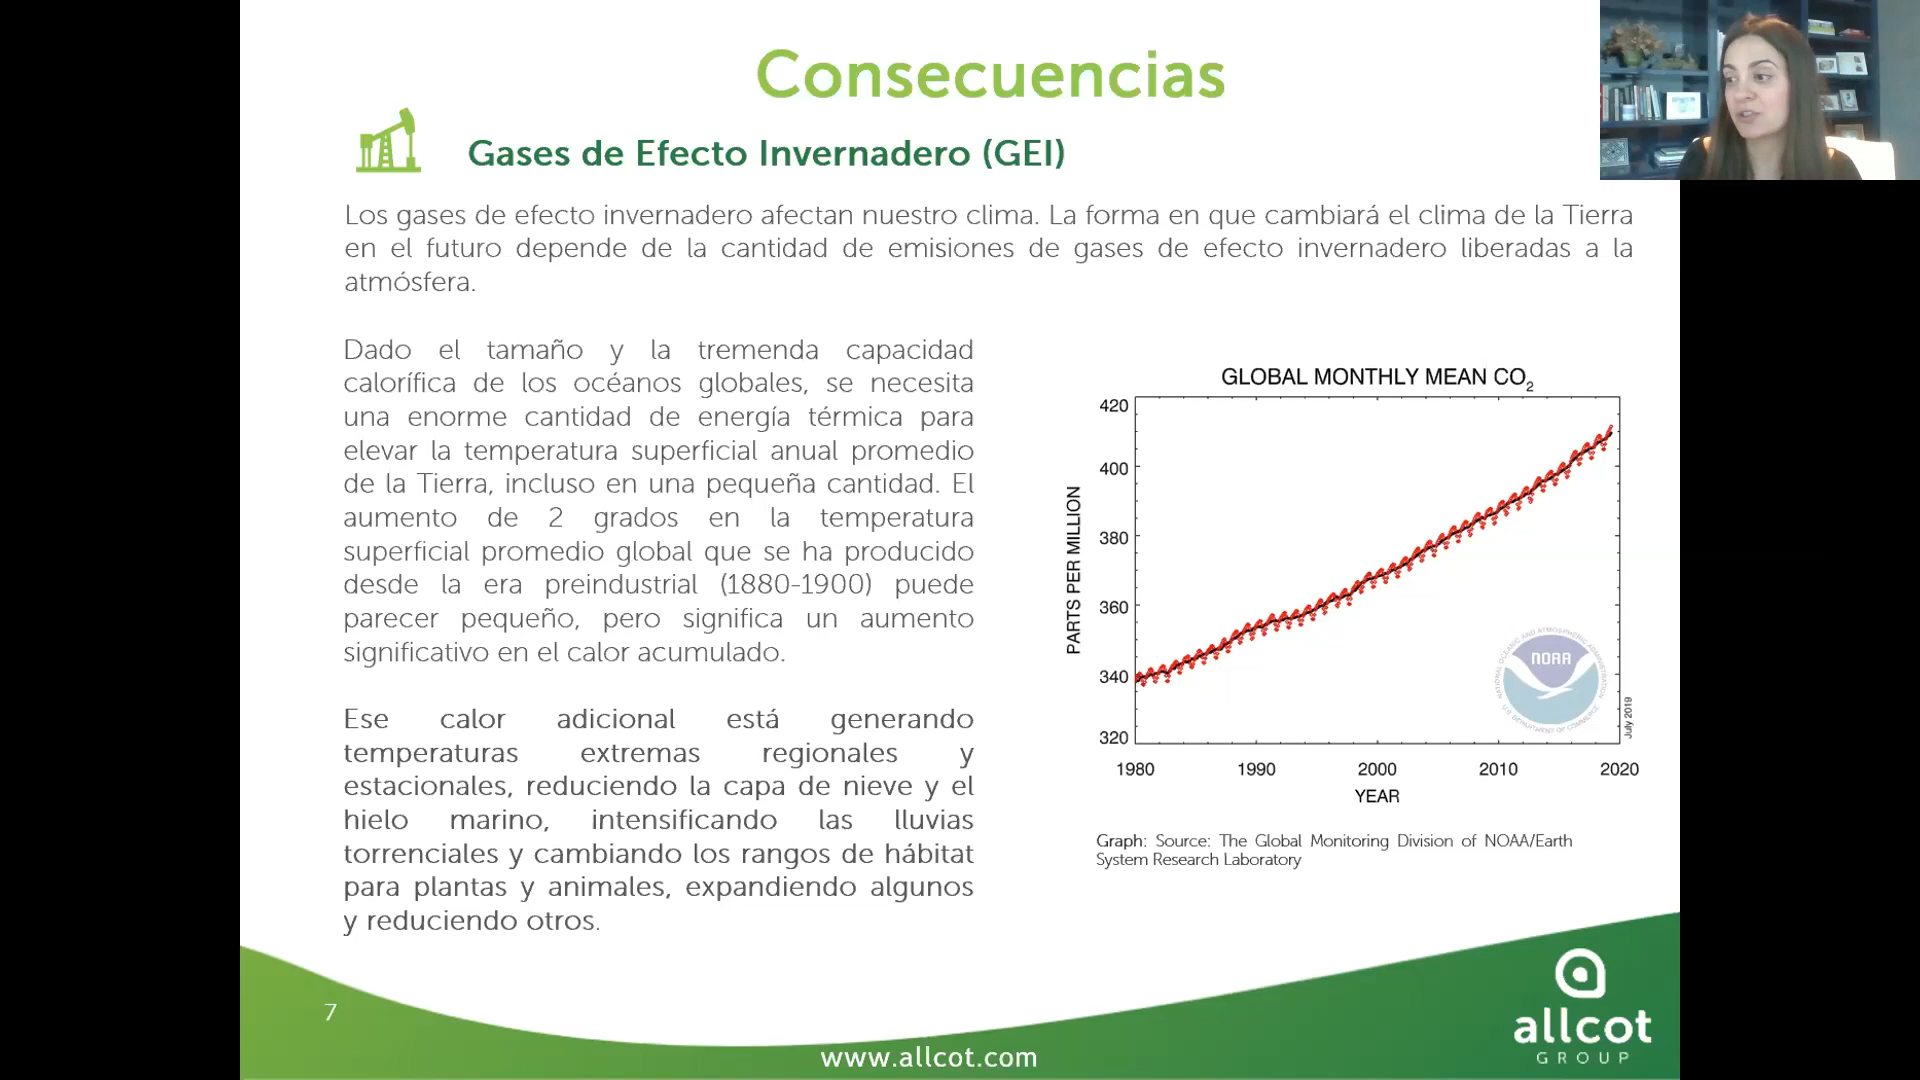 Consecuencias
Gases de Efecto Invernadero (GEI)
Los gases de efecto invernadero afectan nuestro clima. La forma en que cambiará el clima de la Tierra
en el futuro depende de la cantidad de emisiones de gases de efecto invernadero liberadas a la
atmósfera.
Dado el tamaño y la tremenda capacidad
calorífica de los océanos globales, se necesita
una enorme cantidad de energía térmica para
elevar la temperatura superficial anual promedio
de la Tierra, incluso en una pequeña cantidad. El
aumento de 2 grados en la temperatura
superficial promedio global que se ha producido
desde la era preindustrial (1880-1900) puede
parecer pequeño, pero significa un aumento
significativo en el calor acumulado.
Ese calor adicional está generando
temperaturas extremas regionales y
estacionales, reduciendo la capa de nieve y el
hielo marino, intensificando las lluvias
torrenciales y cambiando los rangos de hábitat
para plantas y animales, expandiendo algunos
y reduciendo otros.
GLOBAL MONTHLY MEAN CO2
PARTS PER MILLION
420
400
380
360
340
320
1980 1990 2000 2010 2020
YEAR
NATIONAL OCEANIC AND ATMOSPHERIC ADMINISTRATION
NOAA
U.S. DEPARTMENT OF COMMERCE
July 2019
Graph: Source: The Global Monitoring Division of NOAA/Earth
System Research Laboratory
7
www.allcot.com
allcot
GROUP